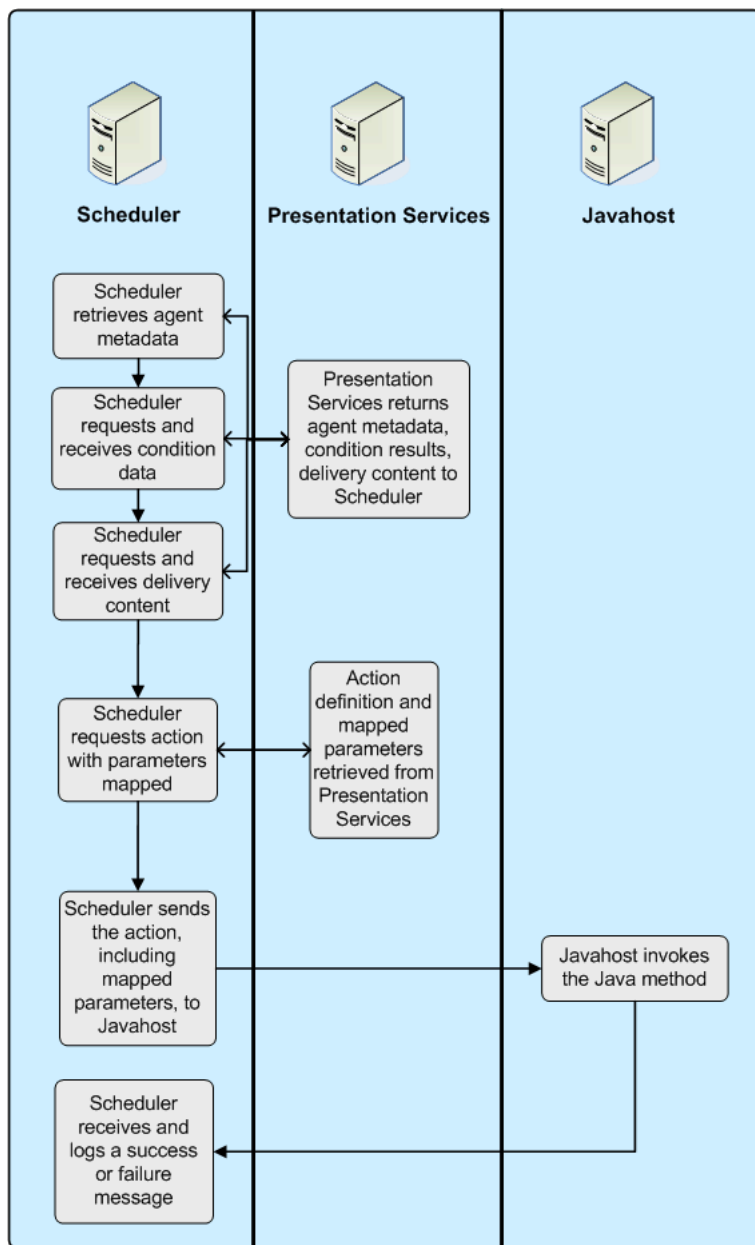 Scheduler
Presentation Services
Javahost
Scheduler
retrieves agent
metadata
Scheduler
requests and
receives condition
data
Presentation
Services returns
agent metadata,
condition results,
delivery content to
Scheduler
Scheduler
requests and
receives delivery
content
Scheduler
requests action
with parameters
mapped
Action
definition and
mapped
parameters
retrieved from
Presentation
Services
Scheduler sends
the action,
including
mapped
parameters, to
Javahost
Javahost invokes
the Java method
Scheduler
receives and
logs a success
or failure
message